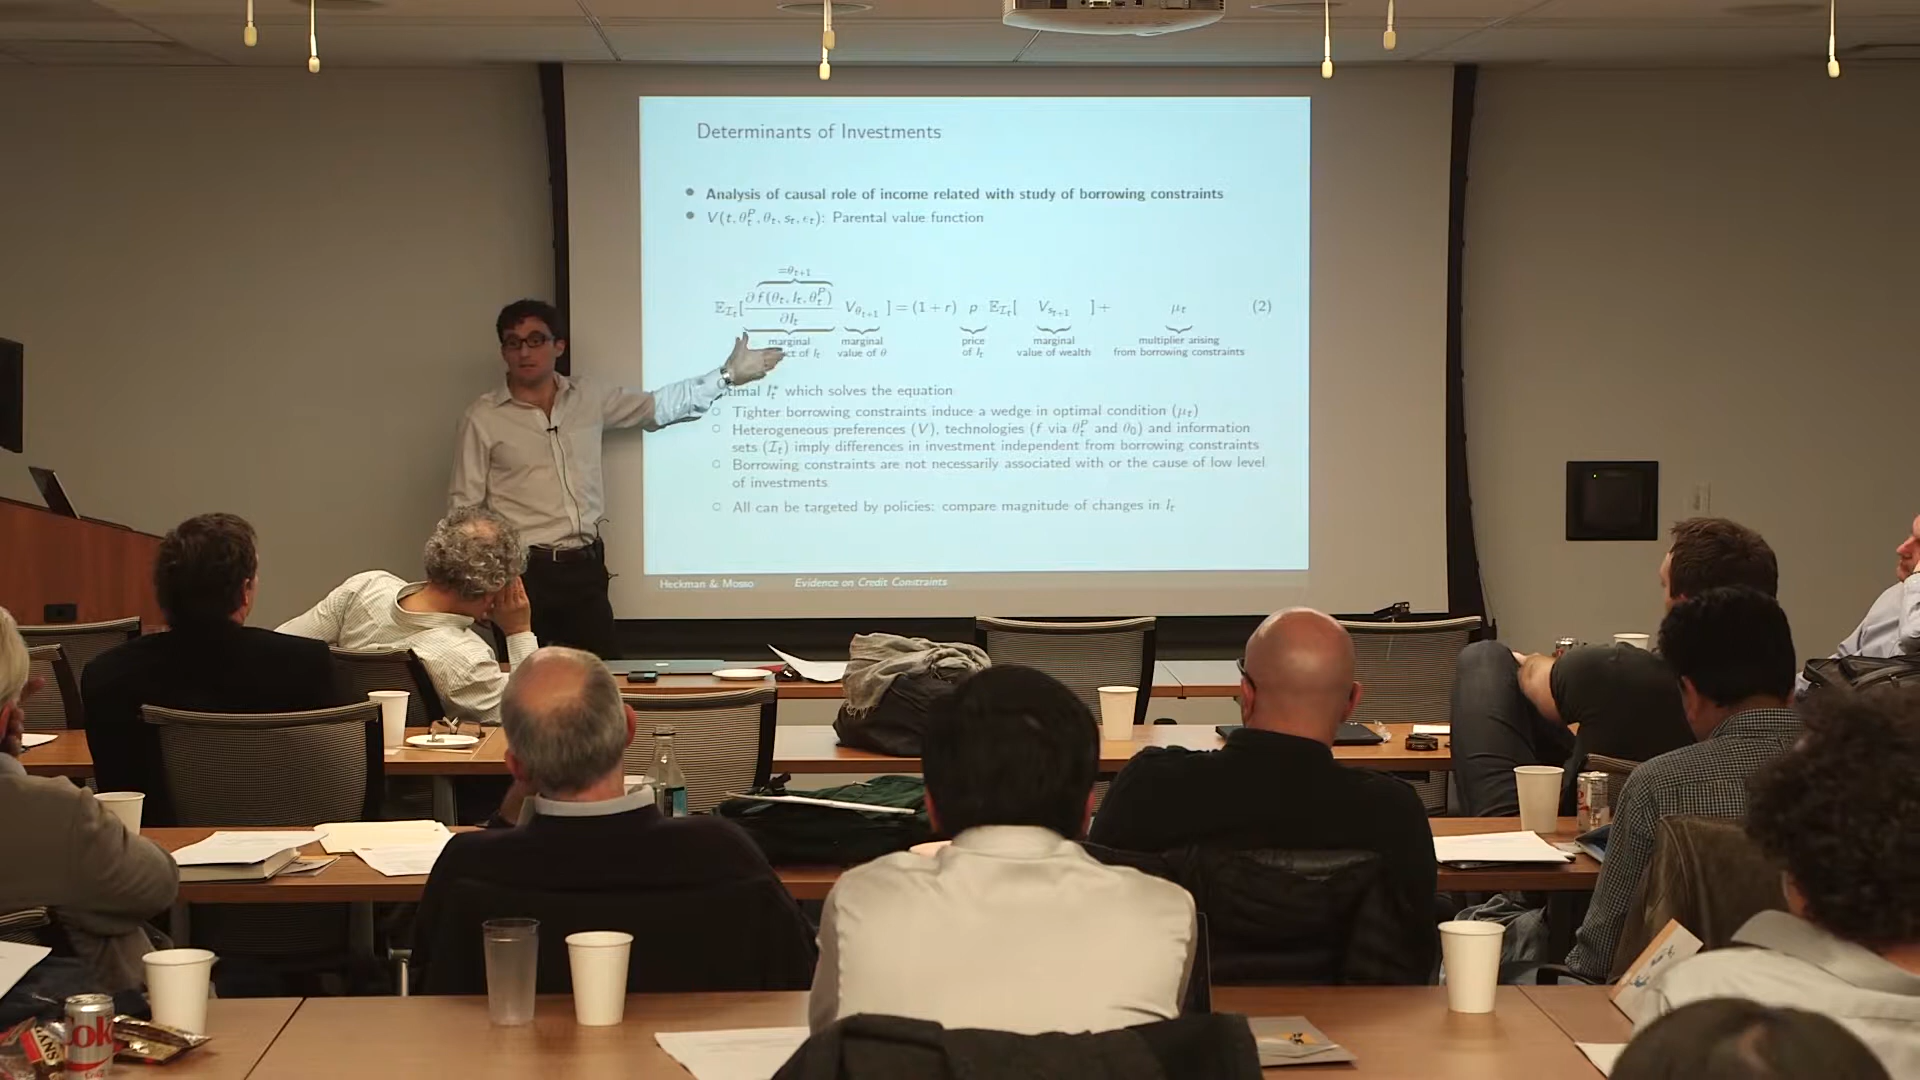 Determinants of Investments
• Analysis of causal role of income related with study of borrowing constraints
• V(t, θ_t^P, θ_t, s_t, ε_t): Parental value function
=θ_{t+1}
𝔼_{ℐ_t}[ ∂f(θ_t, I_t, θ_t^P) / ∂I_t V_{θ_{t+1}} ] = (1 + r) p 𝔼_{ℐ_t}[ V_{s_{t+1}} ] + μ_t (2)
marginal marginal price marginal multiplier arising
of I_t value of θ of I_t value of wealth from borrowing constraints
I_t^* which solves the equation
○ Tighter borrowing constraints induce a wedge in optimal condition (μ_t)
○ Heterogeneous preferences (V), technologies (f via θ_t^P and θ_0) and information
sets (ℐ_t) imply differences in investment independent from borrowing constraints
○ Borrowing constraints are not necessarily associated with or the cause of low level
of investments
○ All can be targeted by policies: compare magnitude of changes in I_t
Heckman & Mosso Evidence on Credit Constraints